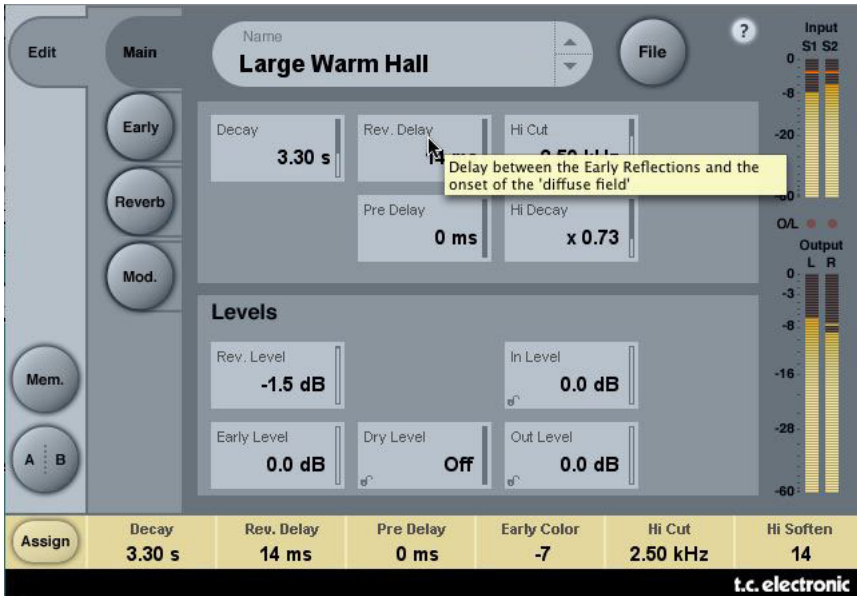 Edit
Main
Name
Large Warm Hall
File
?
Input
S1 S2
0
-8
-20
-60
O/L
Early
Reverb
Mod.
Decay
3.30 s
Rev. Delay
14 ms
Hi Cut
2.50 kHz
Delay between the Early Reflections and the
onset of the 'diffuse field'
Pre Delay
0 ms
Hi Decay
x 0.73
Output
L R
0
-3
-8
-16
-28
-60
Levels
Rev. Level
-1.5 dB
In Level
0.0 dB
Early Level
0.0 dB
Dry Level
Off
Out Level
0.0 dB
Mem.
A B
Assign
Decay
3.30 s
Rev. Delay
14 ms
Pre Delay
0 ms
Early Color
-7
Hi Cut
2.50 kHz
Hi Soften
14
t.c. electronic